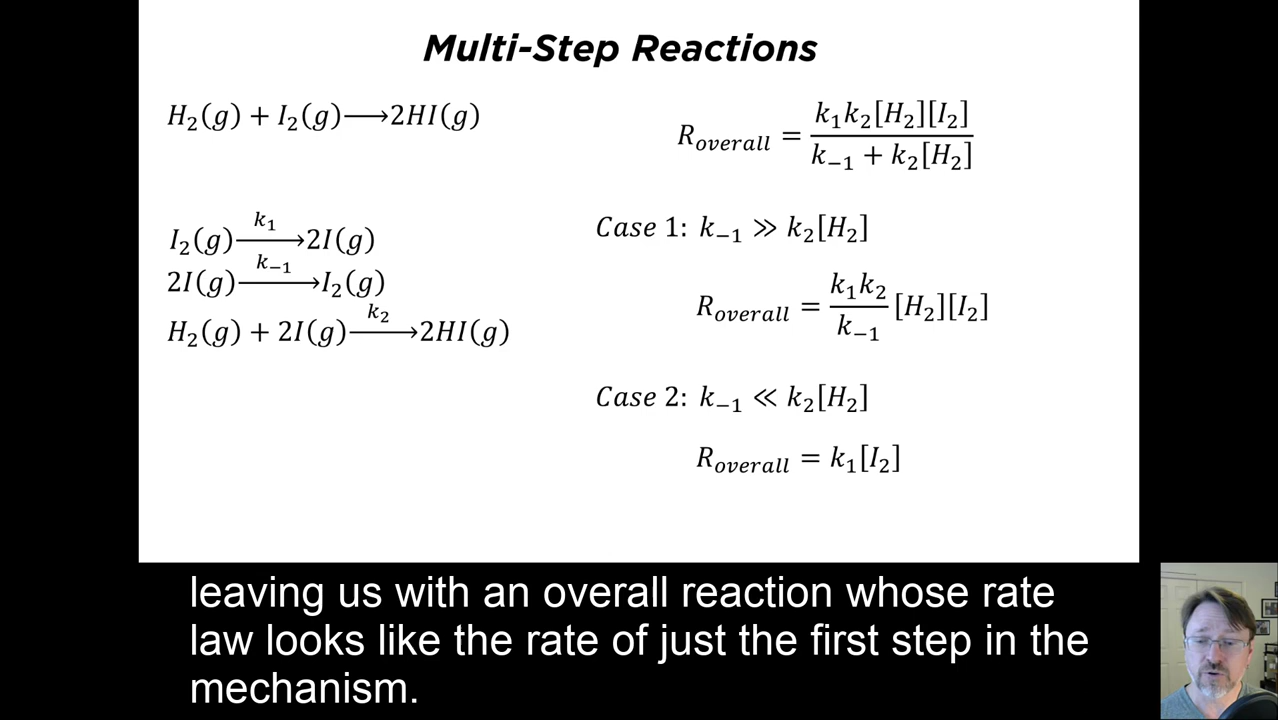 Multi-Step Reactions
H₂(g) + I₂(g) ⟶ 2HI(g)
R_overall = k₁k₂[H₂][I₂] / (k₋₁ + k₂[H₂])
I₂(g) —k₁→ 2I(g)
2I(g) —k₋₁→ I₂(g)
H₂(g) + 2I(g) —k₂→ 2HI(g)
Case 1: k₋₁ ≫ k₂[H₂]
R_overall = k₁k₂ / k₋₁ [H₂][I₂]
Case 2: k₋₁ ≪ k₂[H₂]
R_overall = k₁[I₂]
leaving us with an overall reaction whose rate
law looks like the rate of just the first step in the
mechanism.